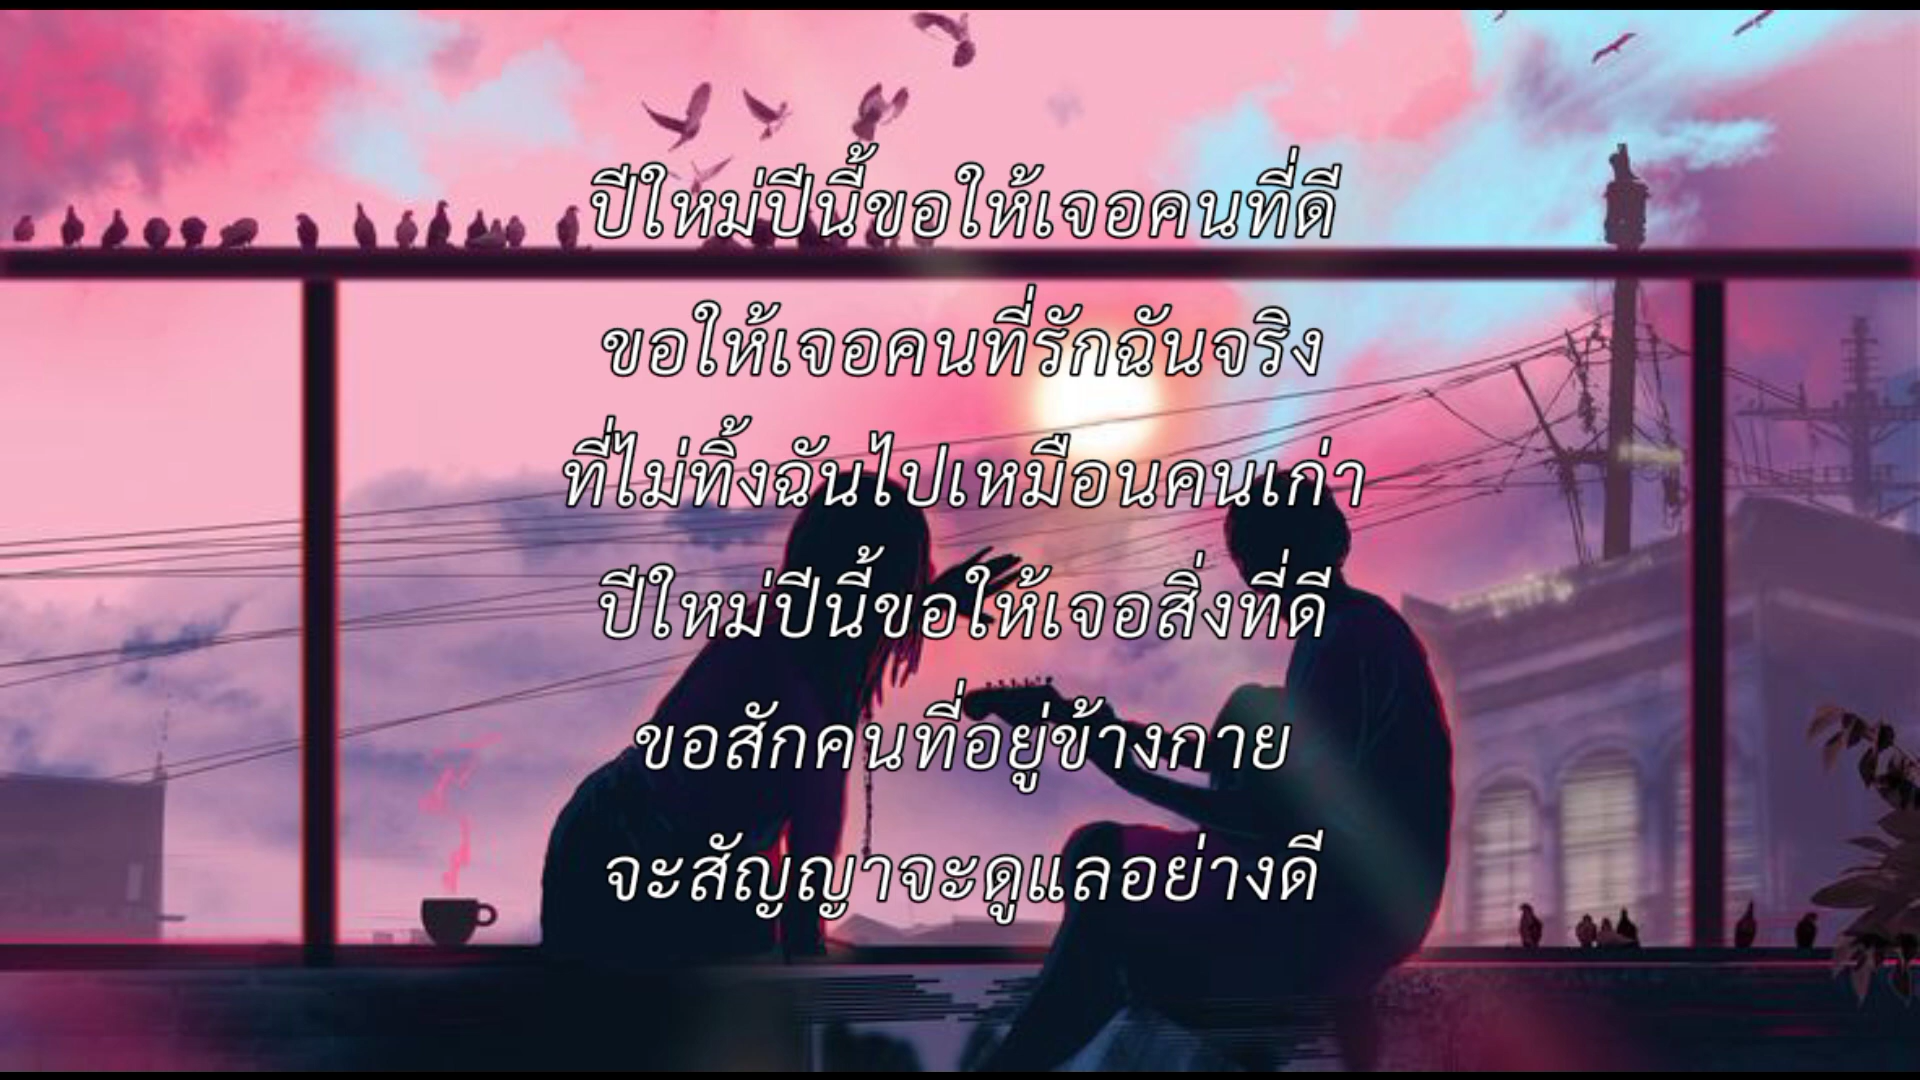 ปีใหม่ปีนี้ขอให้เจอคนที่ดี
ขอให้เจอคนที่รักฉันจริง
ที่ไม่ทิ้งฉันไปเหมือนคนเก่า
ปีใหม่ปีนี้ขอให้เจอสิ่งที่ดี
ขอสักคนที่อยู่ข้างกาย
จะสัญญาจะดูแลอย่างดี